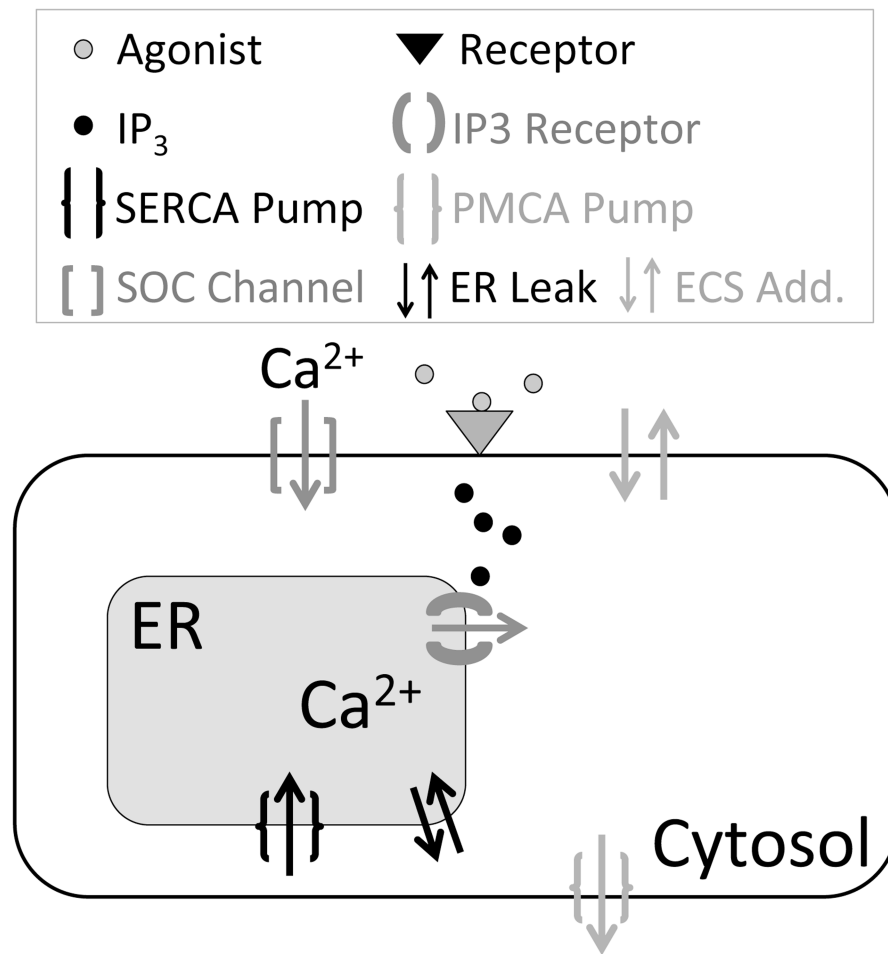 Agonist Receptor
IP3 IP3 Receptor
SERCA Pump PMCA Pump
SOC Channel ER Leak ECS Add.
Ca2+
ER
Ca2+
Cytosol